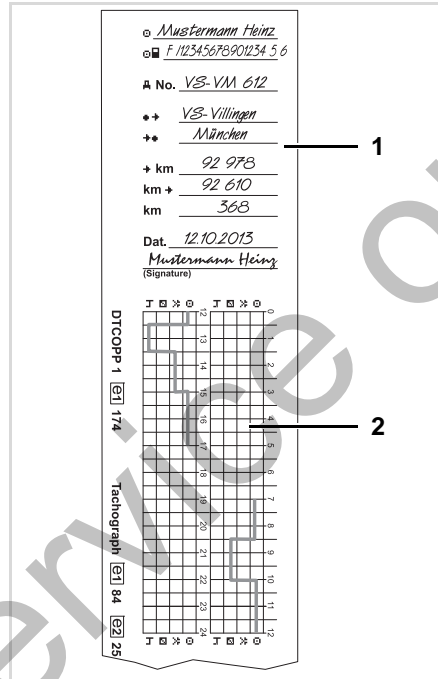 Mustermann Heinz
F /12345678901234 5 6
No. VS-VM 612
VS-Villingen
München
km 92 978
km 92 610
km 368
Dat. 12.10.2013
Mustermann Heinz
(Signature)
1
12 13 14 15 16 17 18 19 20 21 22 23 24
0 1 2 3 4 5 6 7 8 9 10 11 12
2
DTCOPP 1 e1 174
Tachograph e1 84 e2 25
ervice o